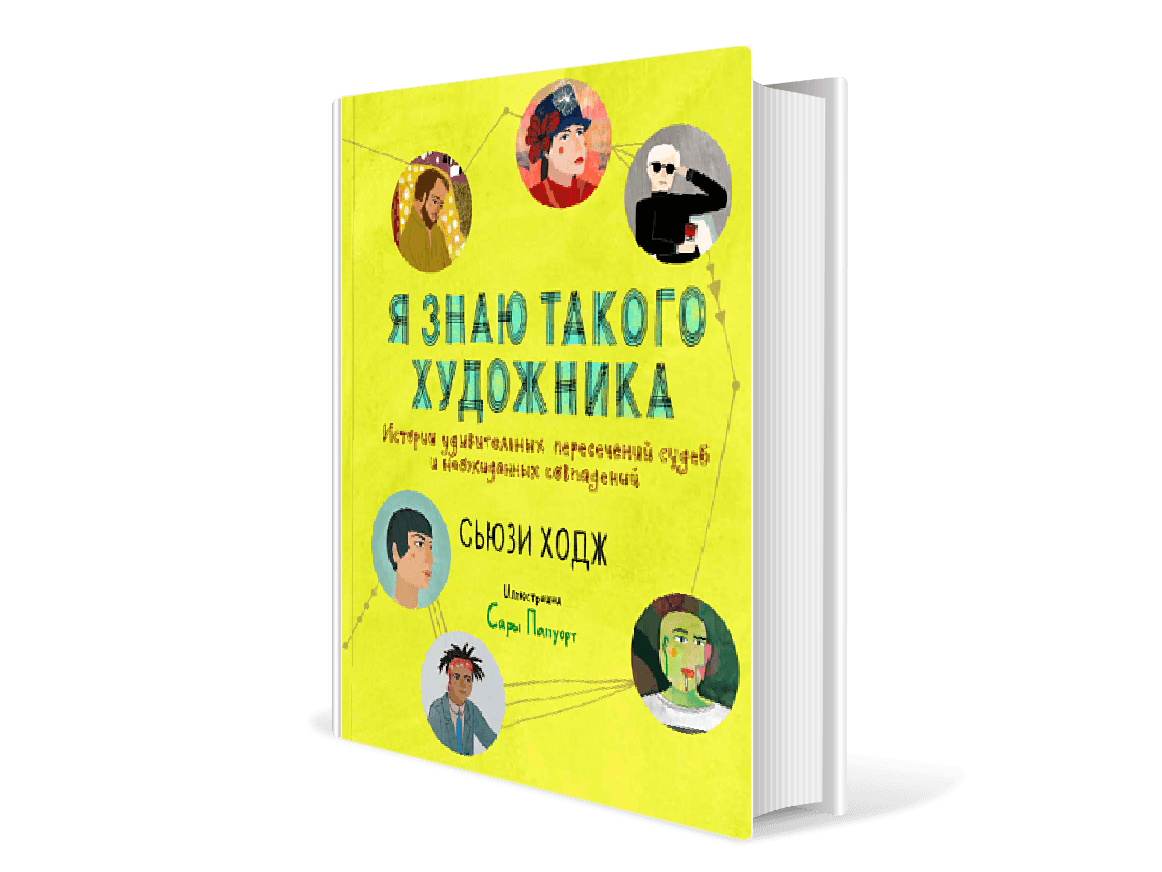 Я ЗНАЮ ТАКОГО
ХУДОЖНИКА
Истории удивительных пересечений судеб
и неожиданных совпадений
СЬЮЗИ ХОДЖ
Иллюстрации
Сары Папуорт